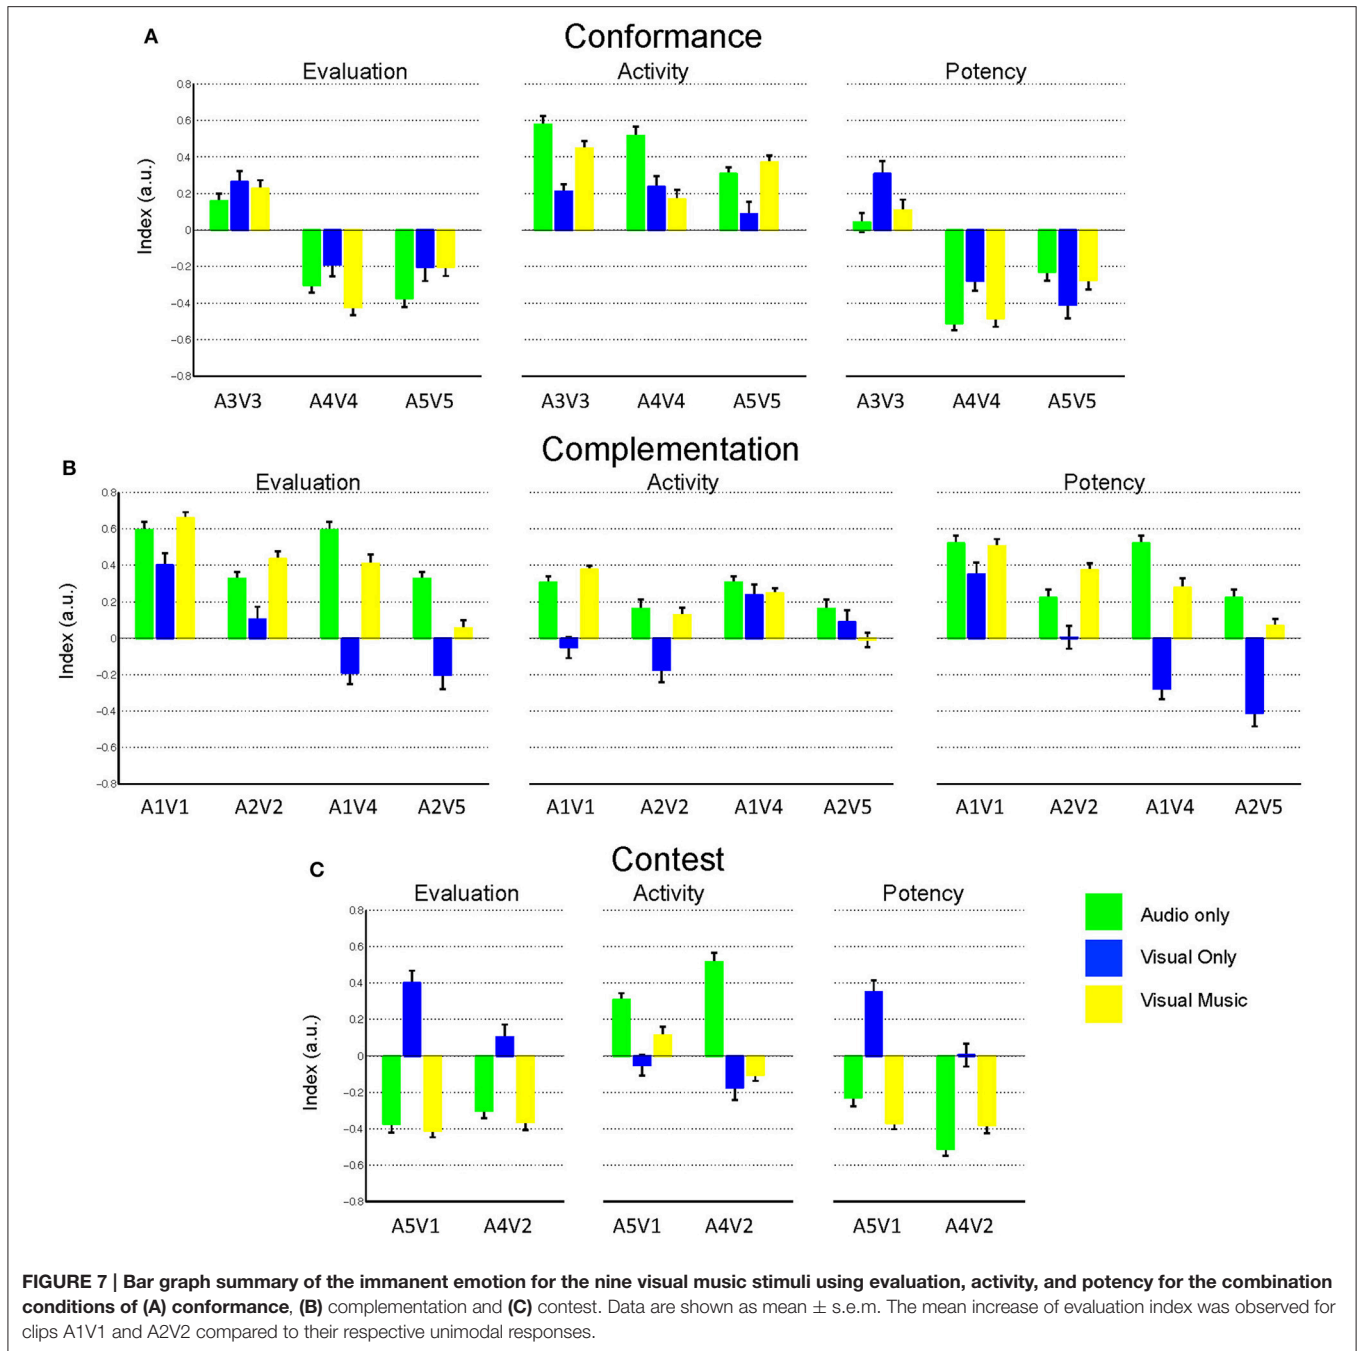 A
Conformance
Evaluation Activity Potency
Index (a.u.)
0.8
0.6
0.4
0.2
0
−0.2
−0.4
−0.6
−0.8
A3V3 A4V4 A5V5 A3V3 A4V4 A5V5 A3V3 A4V4 A5V5
B
Complementation
Evaluation Activity Potency
Index (a.u.)
0.8
0.6
0.4
0.2
0
−0.2
−0.4
−0.6
−0.8
A1V1 A2V2 A1V4 A2V5 A1V1 A2V2 A1V4 A2V5 A1V1 A2V2 A1V4 A2V5
C
Contest
Evaluation Activity Potency
Index (a.u.)
0.8
0.6
0.4
0.2
0
−0.2
−0.4
−0.6
−0.8
A5V1 A4V2 A5V1 A4V2 A5V1 A4V2
Audio only
Visual Only
Visual Music
FIGURE 7 | Bar graph summary of the immanent emotion for the nine visual music stimuli using evaluation, activity, and potency for the combination
conditions of (A) conformance, (B) complementation and (C) contest. Data are shown as mean ± s.e.m. The mean increase of evaluation index was observed for
clips A1V1 and A2V2 compared to their respective unimodal responses.